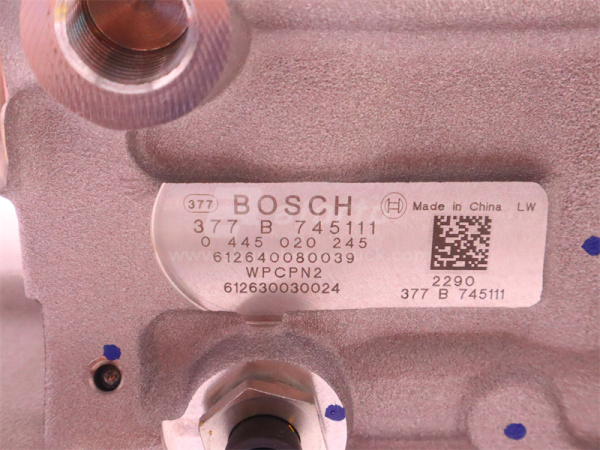 377 BOSCH Made in China LW
377 B 745111
0 445 020 245
612640080039
WPCPN2
612630030024
2290
377 B 745111